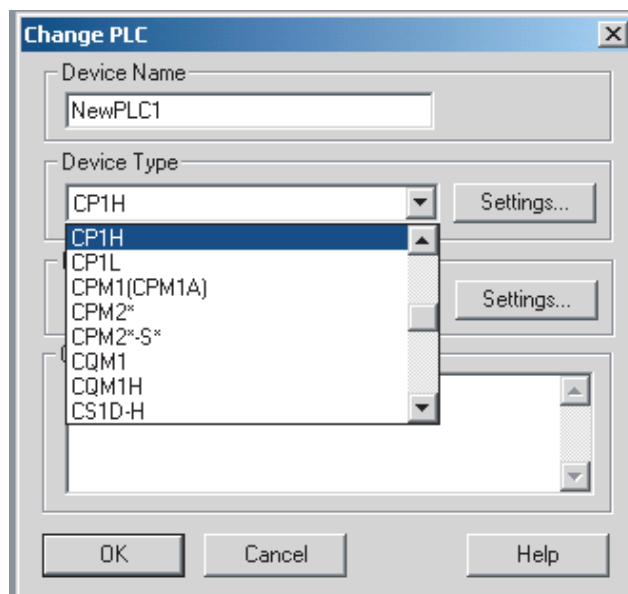 Change PLC
Device Name
NewPLC1
Device Type
CP1H
Settings...
CP1H
CP1L
CPM1(CPM1A)
CPM2*
CPM2*-S*
Settings...
CQM1
CQM1H
CS1D-H
OK Cancel Help